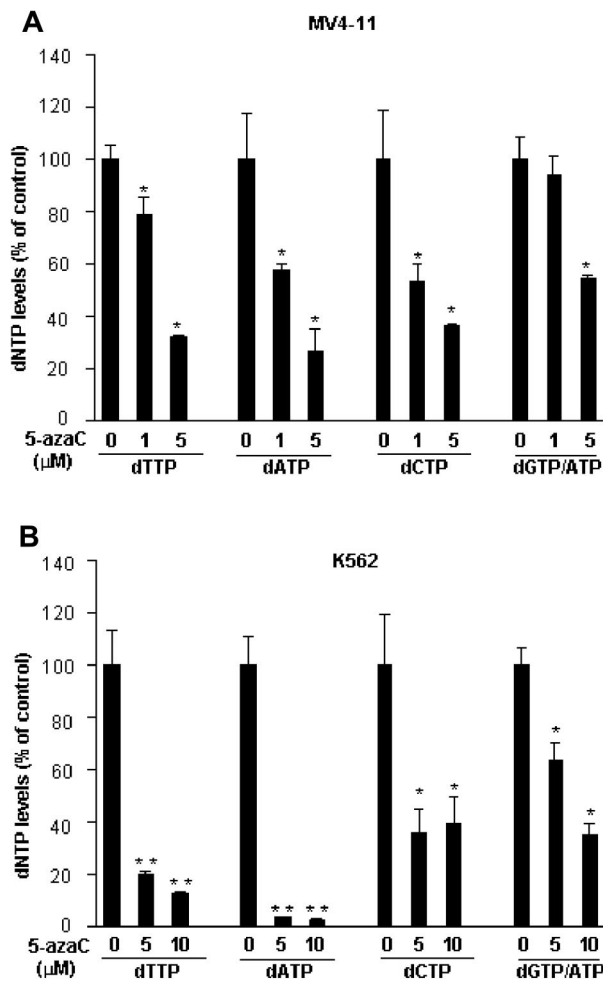 A
MV4-11
dNTP levels (% of control)
140
120
100
80
60
40
20
0
* * * * * * *
5-azaC (µM)
0 1 5 0 1 5 0 1 5 0 1 5
dTTP dATP dCTP dGTP/ATP
B
K562
dNTP levels (% of control)
140
120
100
80
60
40
20
0
** ** ** ** * * * *
5-azaC (µM)
0 5 10 0 5 10 0 5 10 0 5 10
dTTP dATP dCTP dGTP/ATP